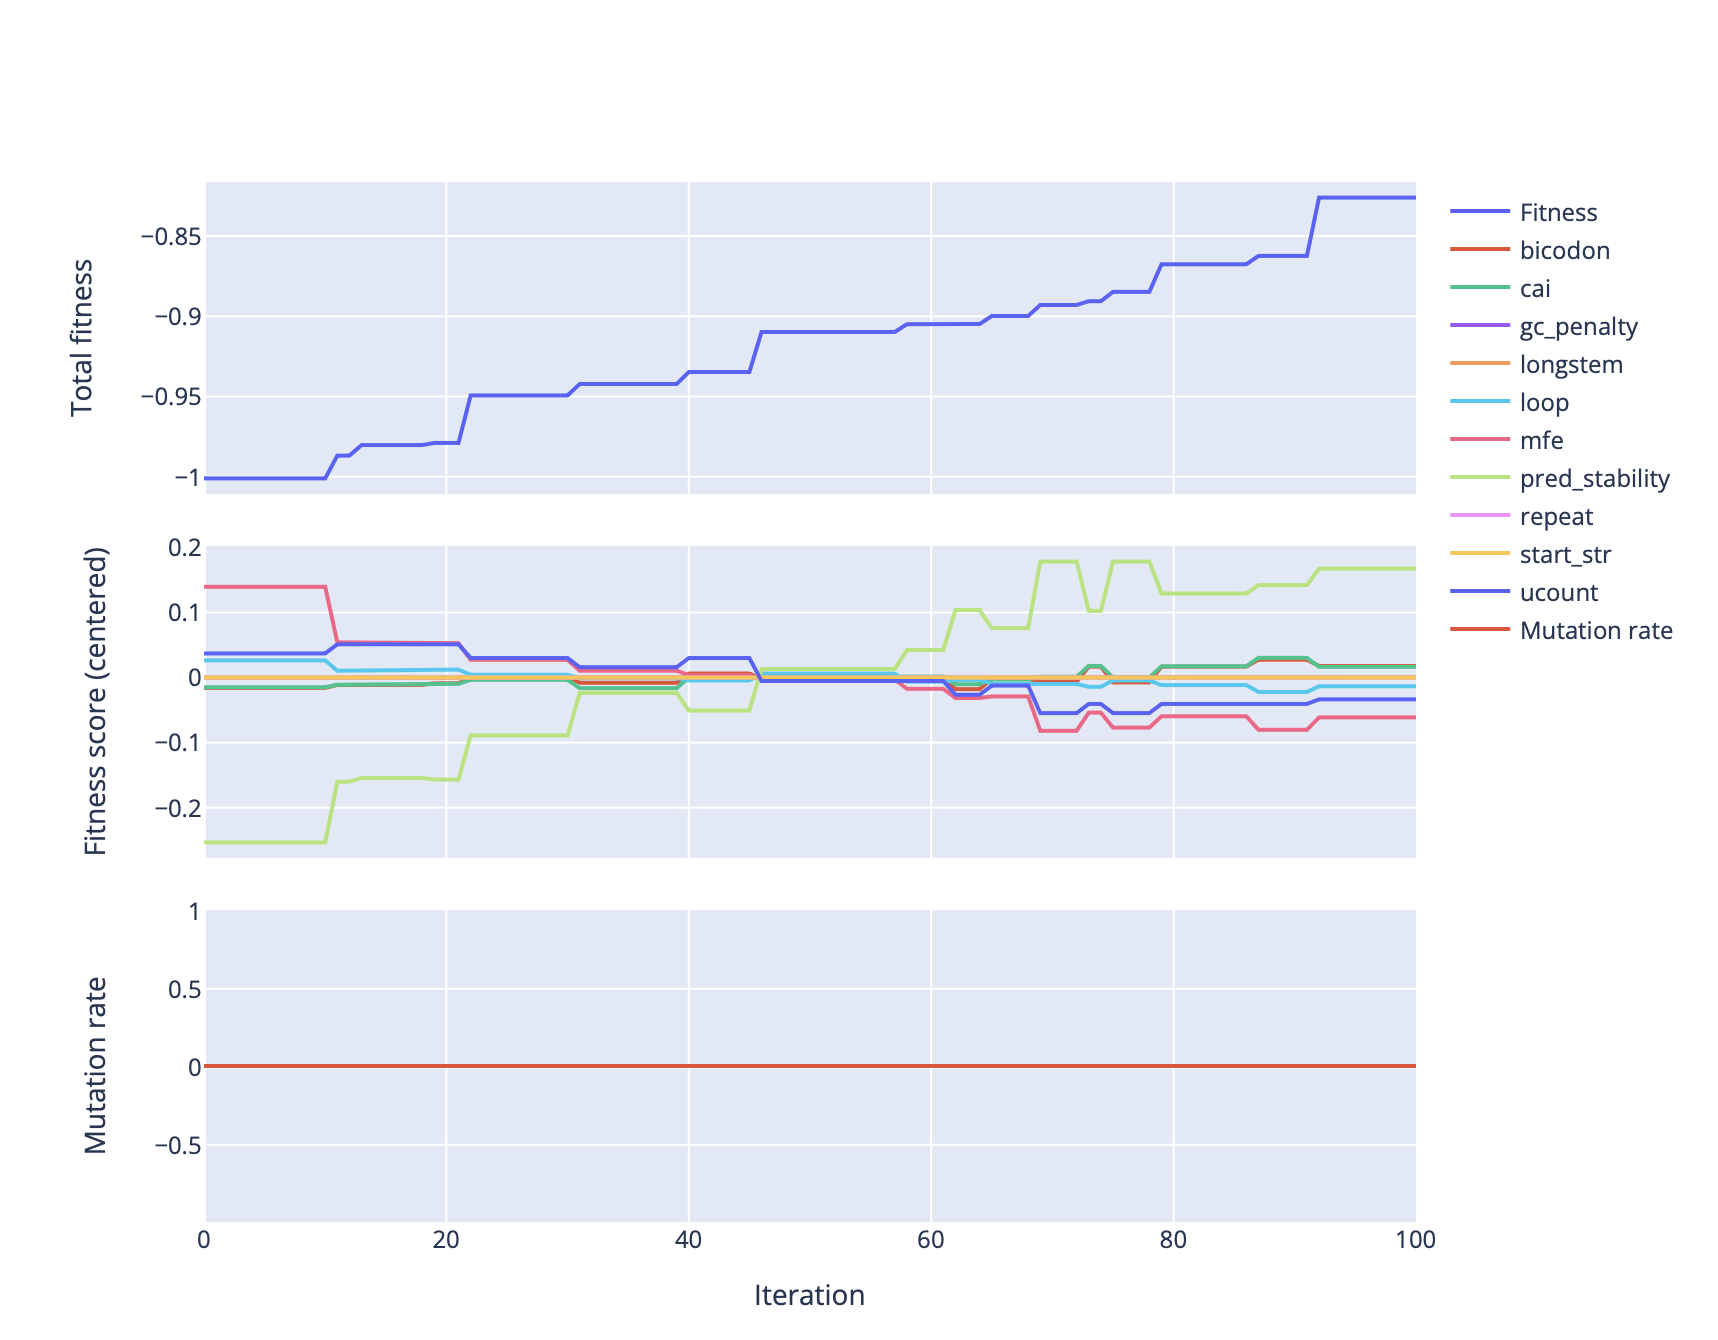 Total fitness
−0.85
−0.9
−0.95
−1
Fitness score (centered)
0.2
0.1
0
−0.1
−0.2
Mutation rate
1
0.5
0
−0.5
0 20 40 60 80 100
Iteration
Fitness
bicodon
cai
gc_penalty
longstem
loop
mfe
pred_stability
repeat
start_str
ucount
Mutation rate